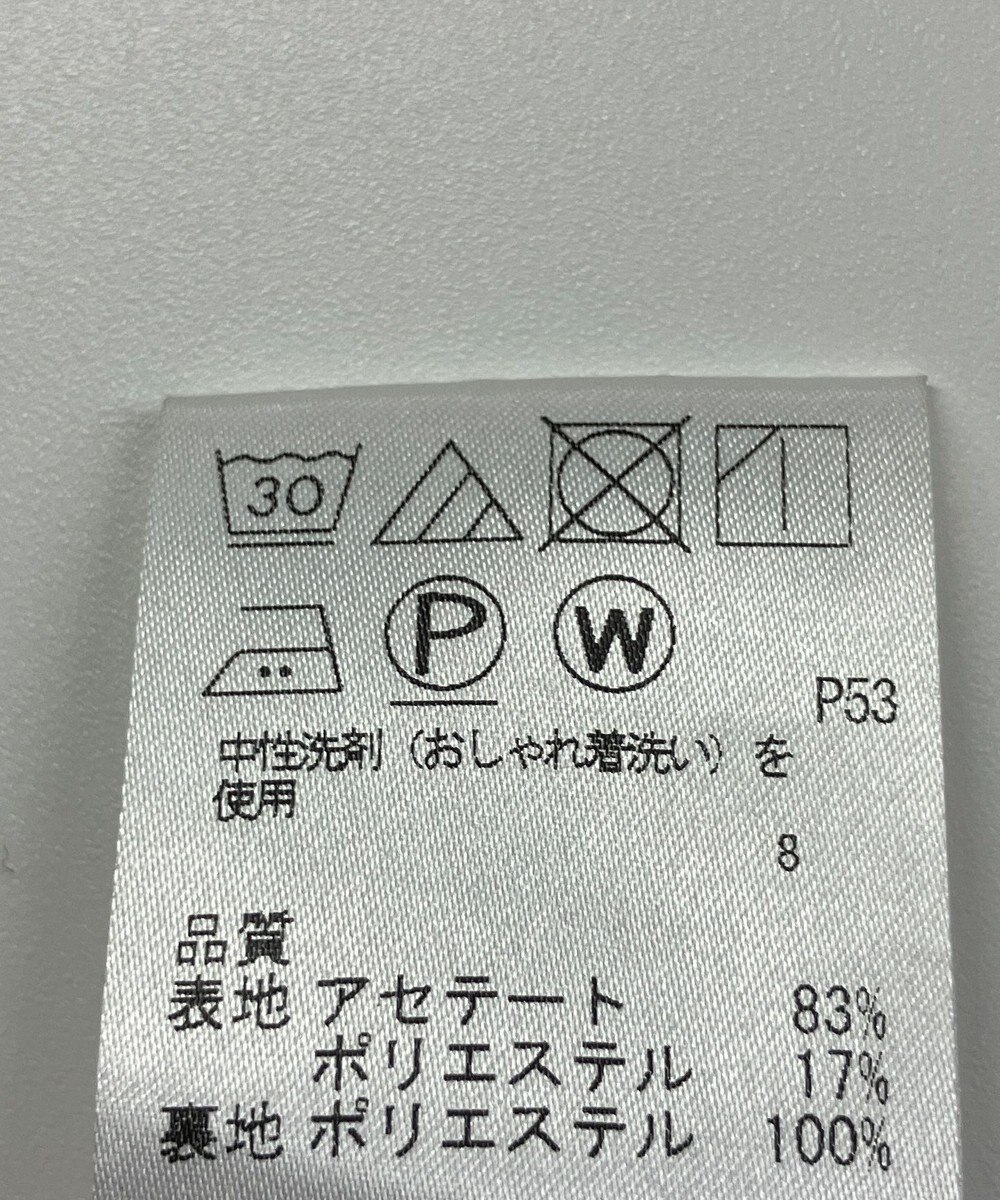 30
P W
P53
中性洗剤（おしゃれ着洗い）を
使用
8
品質
表地 アセテート 83%
ポリエステル 17%
裏地 ポリエステル 100%